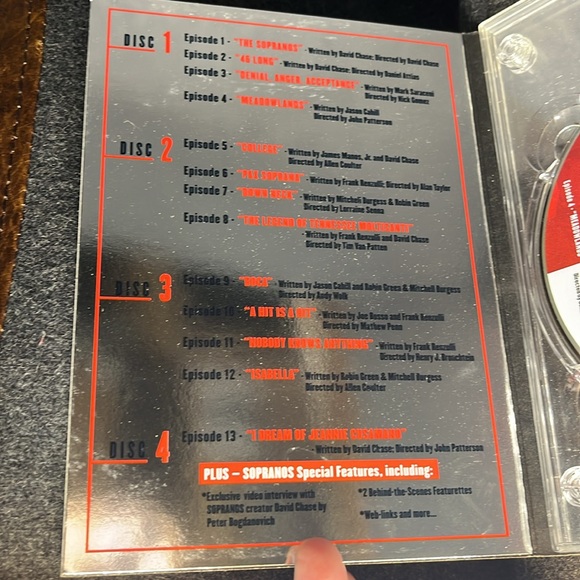 DISC 1
Episode 1 - "THE SOPRANOS" - Written by David Chase; Directed by David Chase
Episode 2 - "46 LONG" - Written by David Chase; Directed by Daniel Attias
Episode 3 - "DENIAL, ANGER, ACCEPTANCE" - Written by Mark Saraceni
Directed by Nick Gomez
Episode 4 - "MEADOWLANDS" - Written by Jason Cahill
Directed by John Patterson
DISC 2
Episode 5 - "COLLEGE" - Written by James Manos, Jr. and David Chase
Directed by Allen Coulter
Episode 6 - "PAX SOPRANA" - Written by Frank Renzulli; Directed by Alan Taylor
Episode 7 - "DOWN NECK" - Written by Mitchell Burgess & Robin Green
Directed by Lorraine Senna
Episode 8 - "THE LEGEND OF TENNESSEE MOLTISANTI"
- Written by Frank Renzulli and David Chase
Directed by Tim Van Patten
DISC 3
Episode 9 - "BOCA" - Written by Jason Cahill and Robin Green & Mitchell Burgess
Directed by Andy Wolk
Episode 10 - "A HIT IS A HIT" - Written by Joe Bosso and Frank Renzulli
Directed by Mathew Penn
Episode 11 - "NOBODY KNOWS ANYTHING" - Written by Frank Renzulli
Directed by Henry J. Bronchtein
Episode 12 - "ISABELLA" - Written by Robin Green & Mitchell Burgess
Directed by Allen Coulter
DISC 4
Episode 13 - "I DREAM OF JEANNIE CUSAMANO"
- Written by David Chase; Directed by John Patterson
PLUS – SOPRANOS Special Features, including:
*Exclusive video interview with
SOPRANOS creator David Chase by
Peter Bogdanovich
*2 Behind-the-Scenes Featurettes
*Web-links and more...
Episode 4 - "MEADOWLANDS"